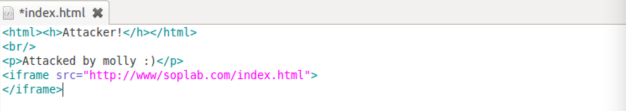 *index.html ✖
<html><h>Attacker!</h></html>
<br/>
<p>Attacked by molly :)</p>
<iframe src="http://www/soplab.com/index.html">
</iframe>